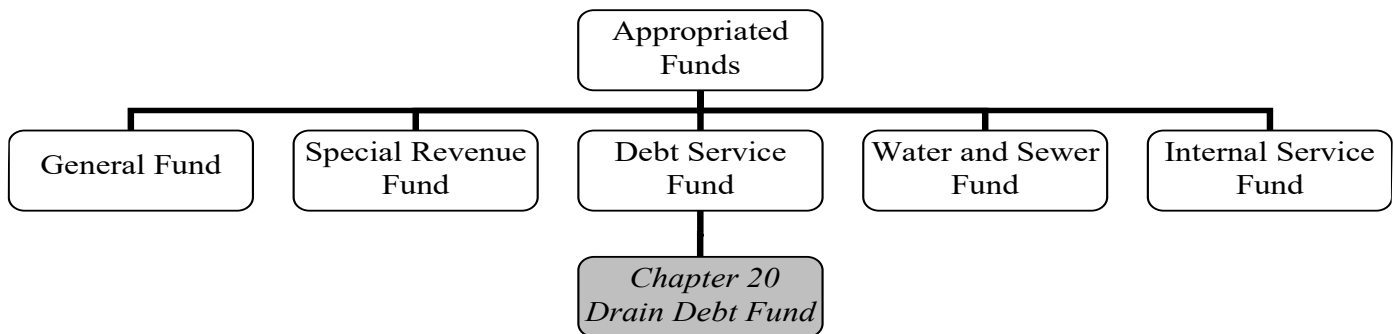 Appropriated
Funds
General Fund
Special Revenue
Fund
Debt Service
Fund
Water and Sewer
Fund
Internal Service
Fund
Chapter 20
Drain Debt Fund